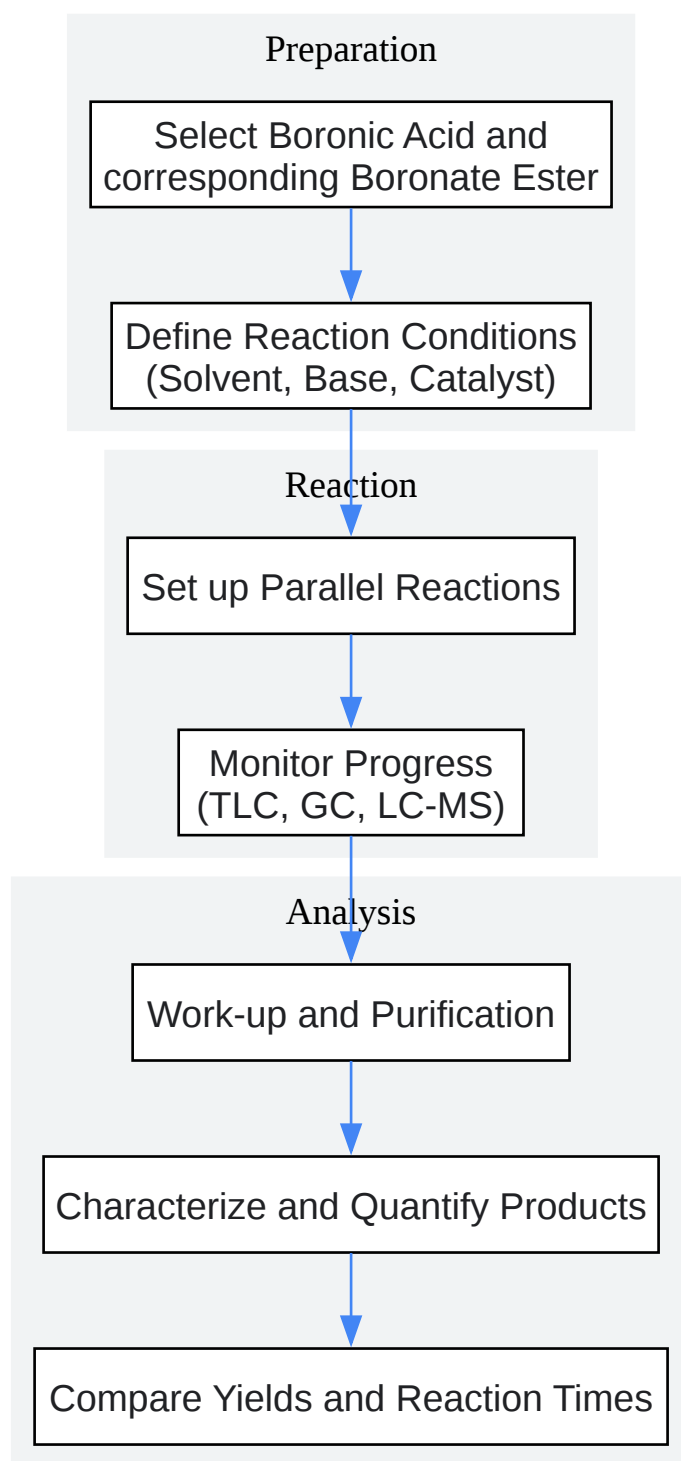 Preparation
Select Boronic Acid and
corresponding Boronate Ester
Define Reaction Conditions
(Solvent, Base, Catalyst)
Reaction
Set up Parallel Reactions
Monitor Progress
(TLC, GC, LC-MS)
Analysis
Work-up and Purification
Characterize and Quantify Products
Compare Yields and Reaction Times